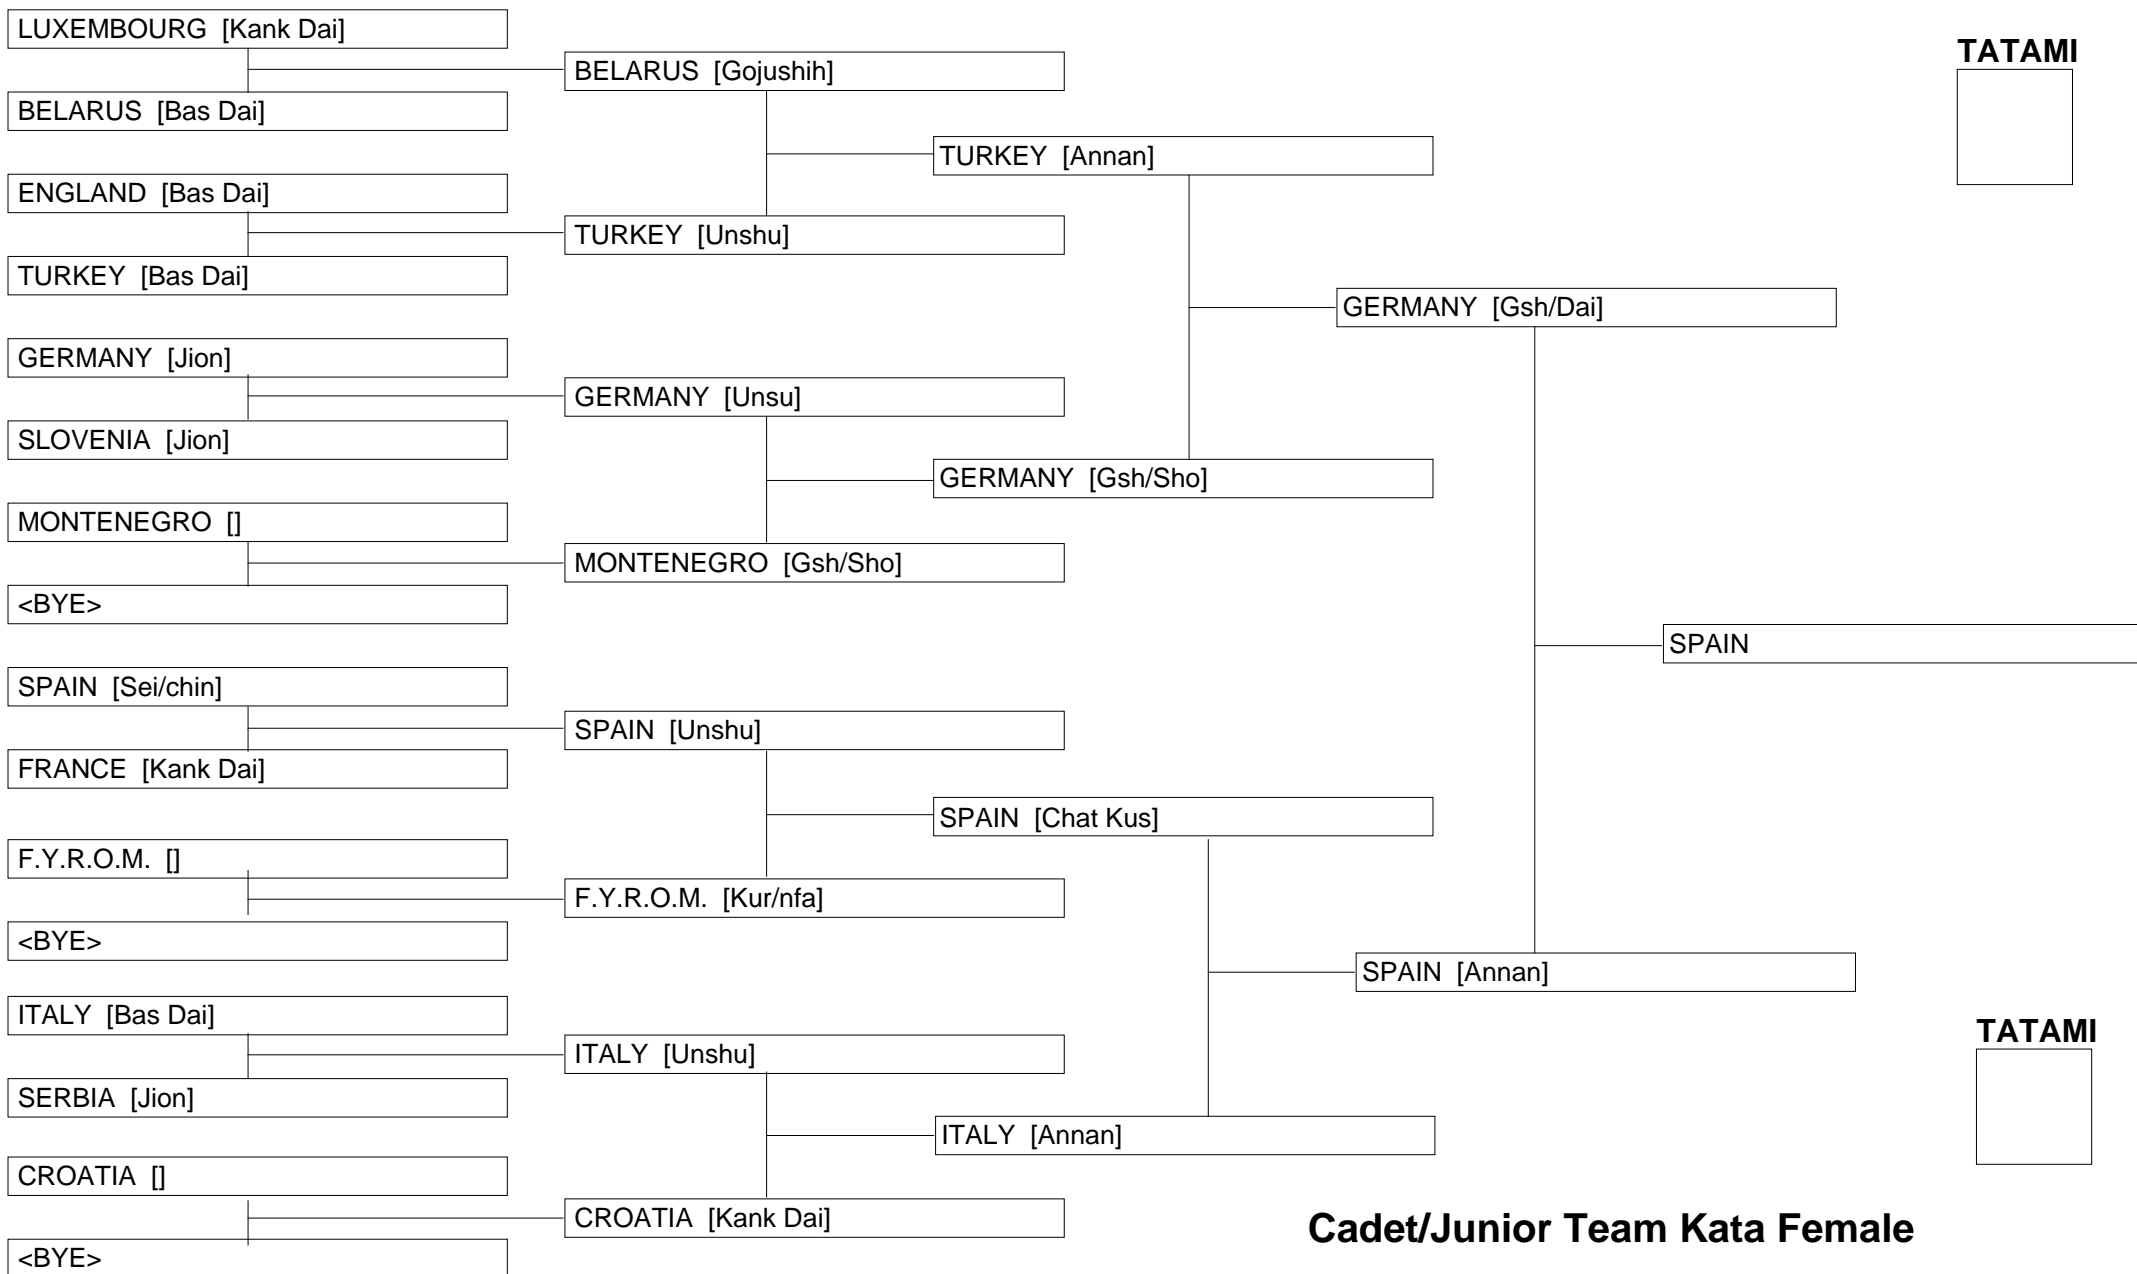 LUXEMBOURG [Kank Dai]
BELARUS [Bas Dai]
ENGLAND [Bas Dai]
TURKEY [Bas Dai]
GERMANY [Jion]
SLOVENIA [Jion]
MONTENEGRO []
<BYE>
SPAIN [Sei/chin]
FRANCE [Kank Dai]
F.Y.R.O.M. []
<BYE>
ITALY [Bas Dai]
SERBIA [Jion]
CROATIA []
<BYE>
BELARUS [Gojushih]
TURKEY [Unshu]
GERMANY [Unsu]
MONTENEGRO [Gsh/Sho]
SPAIN [Unshu]
F.Y.R.O.M. [Kur/nfa]
ITALY [Unshu]
CROATIA [Kank Dai]
TURKEY [Annan]
GERMANY [Gsh/Sho]
SPAIN [Chat Kus]
ITALY [Annan]
GERMANY [Gsh/Dai]
SPAIN [Annan]
SPAIN
TATAMI
TATAMI
Cadet/Junior Team Kata Female